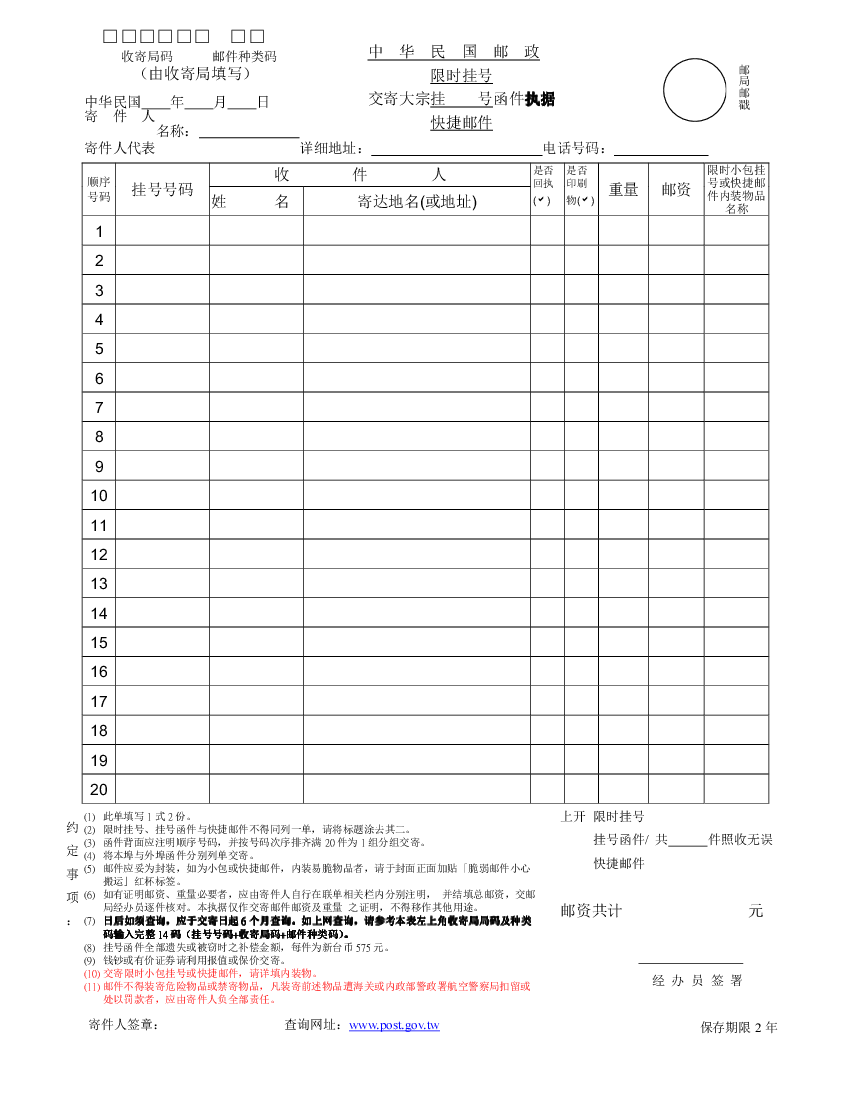 □□□□□□ □□
收寄局码 邮件种类码
（由收寄局填写）
中 华 民 国 邮 政
限时挂号
交寄大宗挂 号函件执据
快捷邮件
邮局邮戳
中华民国____年____月____日
寄 件 人
名称：
寄件人代表 详细地址： 电话号码：
顺序号码 挂号号码 收 件 人 是否回执(✓) 是否印刷物(✓) 重量 邮资 限时小包挂号或快捷邮件内装物品名称
姓 名 寄达地名(或地址)
1
2
3
4
5
6
7
8
9
10
11
12
13
14
15
16
17
18
19
20
约定事项：
(1) 此单填写 1 式 2 份。
(2) 限时挂号、挂号函件与快捷邮件不得同列一单，请将标题涂去其二。
(3) 函件背面应注明顺序号码，并按号码次序排齐满 20 件为 1 组分组交寄。
(4) 将本埠与外埠函件分别列单交寄。
(5) 邮件应妥为封装，如为小包或快捷邮件，内装易脆物品者，请于封面正面加贴「脆弱邮件小心
搬运」红杯标签。
(6) 如有证明邮资、重量必要者，应由寄件人自行在联单相关栏内分别注明， 并结填总邮资，交邮
局经办员逐件核对。本执据仅作交寄邮件邮资及重量 之证明，不得移作其他用途。
(7) 日后如须查询，应于交寄日起 6 个月查询。如上网查询，请参考本表左上角收寄局局码及种类
码输入完整 14 码（挂号号码+收寄局码+邮件种类码）。
(8) 挂号函件全部遗失或被窃时之补偿金额，每件为新台币 575 元。
(9) 钱钞或有价证券请利用报值或保价交寄。
(10) 交寄限时小包挂号或快捷邮件，请详填内装物。
(11) 邮件不得装寄危险物品或禁寄物品，凡装寄前述物品遭海关或内政部警政署航空警察局扣留或
处以罚款者，应由寄件人负全部责任。
上开 限时挂号
挂号函件/ 共______件照收无误
快捷邮件
邮资共计 元
经 办 员 签 署
寄件人签章： 查询网址：www.post.gov.tw 保存期限 2 年